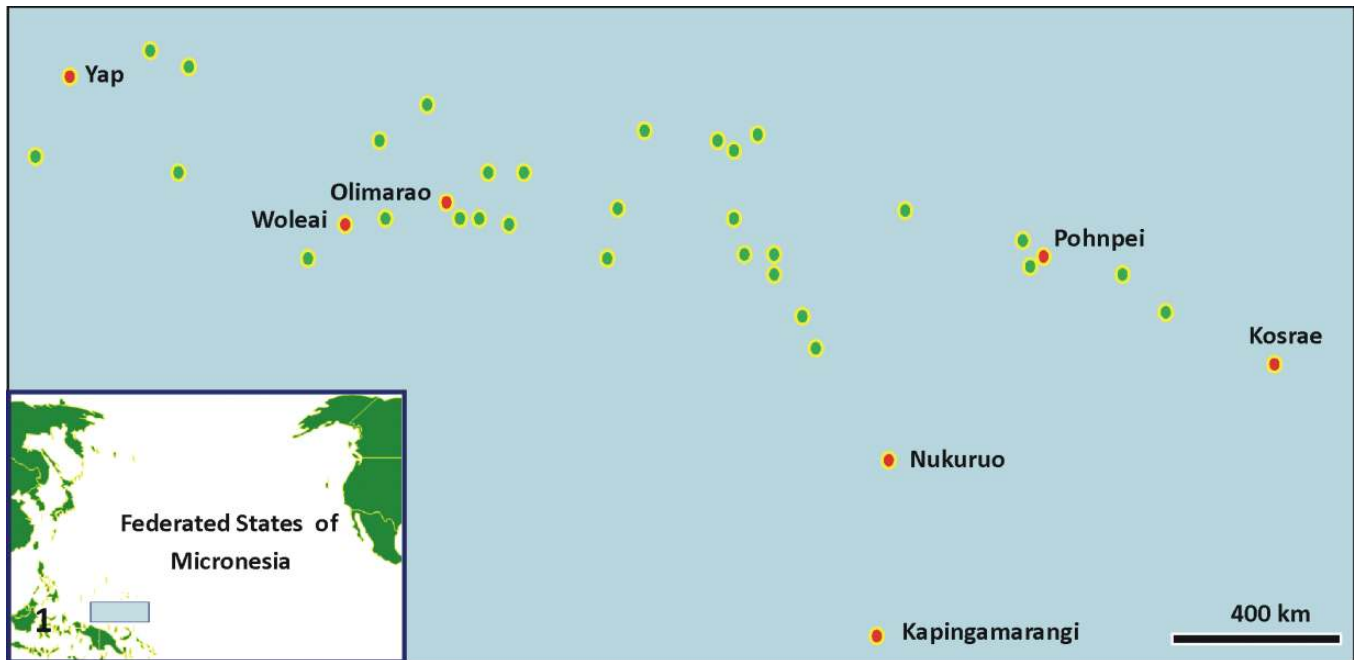 Yap
Olimarao
Woleai
Pohnpei
Kosrae
Nukuruo
Federated States of
Micronesia
1
400 km
Kapingamarangi